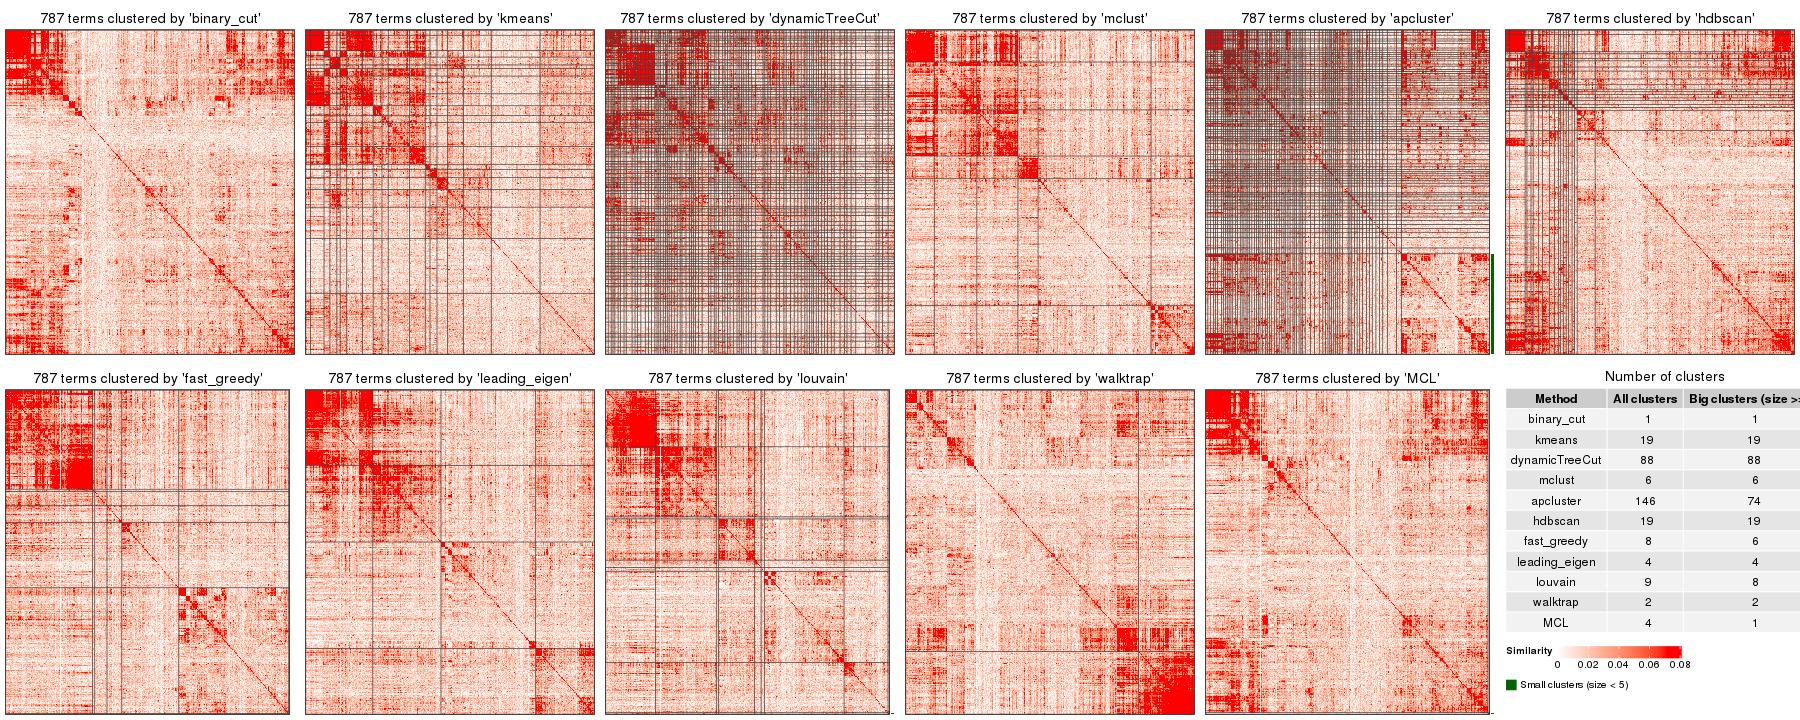 787 terms clustered by 'binary_cut'
787 terms clustered by 'kmeans'
787 terms clustered by 'dynamicTreeCut'
787 terms clustered by 'mclust'
787 terms clustered by 'apcluster'
787 terms clustered by 'hdbscan'
787 terms clustered by 'fast_greedy'
787 terms clustered by 'leading_eigen'
787 terms clustered by 'louvain'
787 terms clustered by 'walktrap'
787 terms clustered by 'MCL'
Number of clusters
Method All clusters Big clusters (size >
binary_cut 1 1
kmeans 19 19
dynamicTreeCut 88 88
mclust 6 6
apcluster 146 74
hdbscan 19 19
fast_greedy 8 6
leading_eigen 4 4
louvain 9 8
walktrap 2 2
MCL 4 1
Similarity
0 0.02 0.04 0.06 0.08
Small clusters (size < 5)